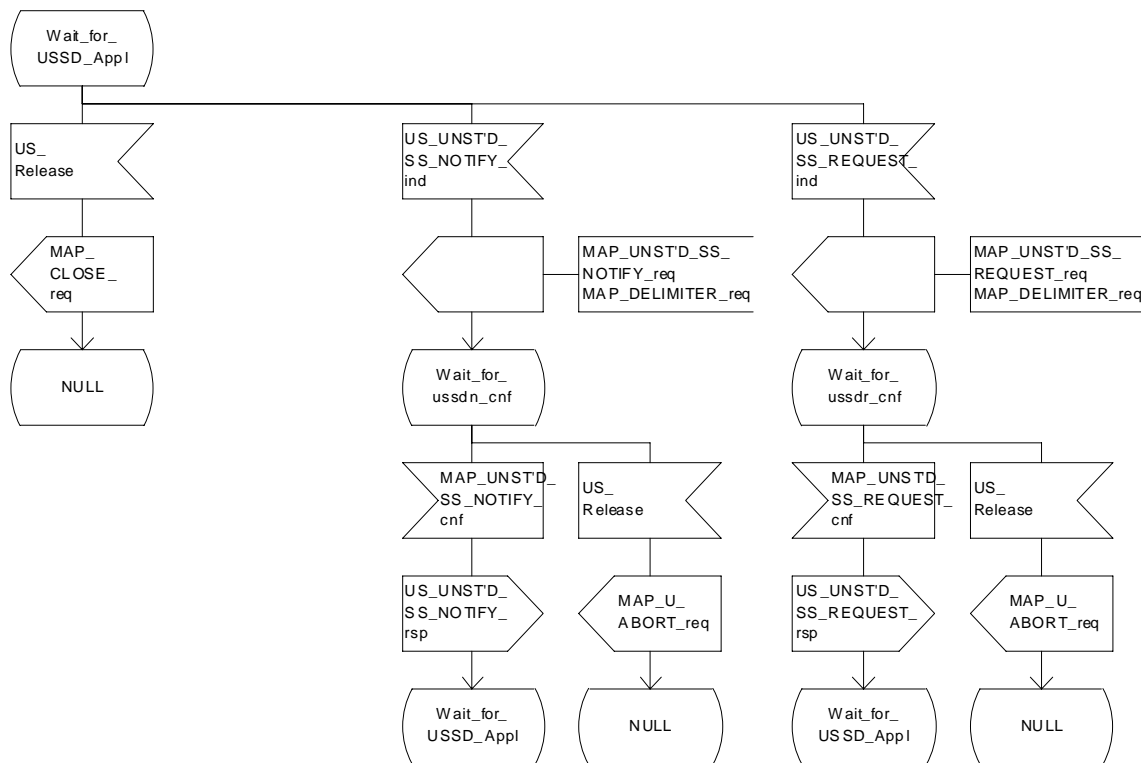 Wait_for_
USSD_Appl
US_
Release
US_UNST'D_
SS_NOTIFY_
ind
US_UNST'D_
SS_REQUEST_
ind
MAP_
CLOSE_
req
MAP_UNST'D_SS_
NOTIFY_req
MAP_DELIMITER_req
MAP_UNST'D_SS_
REQUEST_req
MAP_DELIMITER_req
NULL
Wait_for_
ussdn_cnf
Wait_for_
ussdr_cnf
MAP_UNST'D_
SS_NOTIFY_
cnf
US_
Release
MAP_UNST'D_
SS_REQUEST_
cnf
US_
Release
US_UNST'D_
SS_NOTIFY_
rsp
MAP_U_
ABORT_req
US_UNST'D_
SS_REQUEST_
rsp
MAP_U_
ABORT_req
Wait_for_
USSD_Appl
NULL
Wait_for_
USSD_Appl
NULL